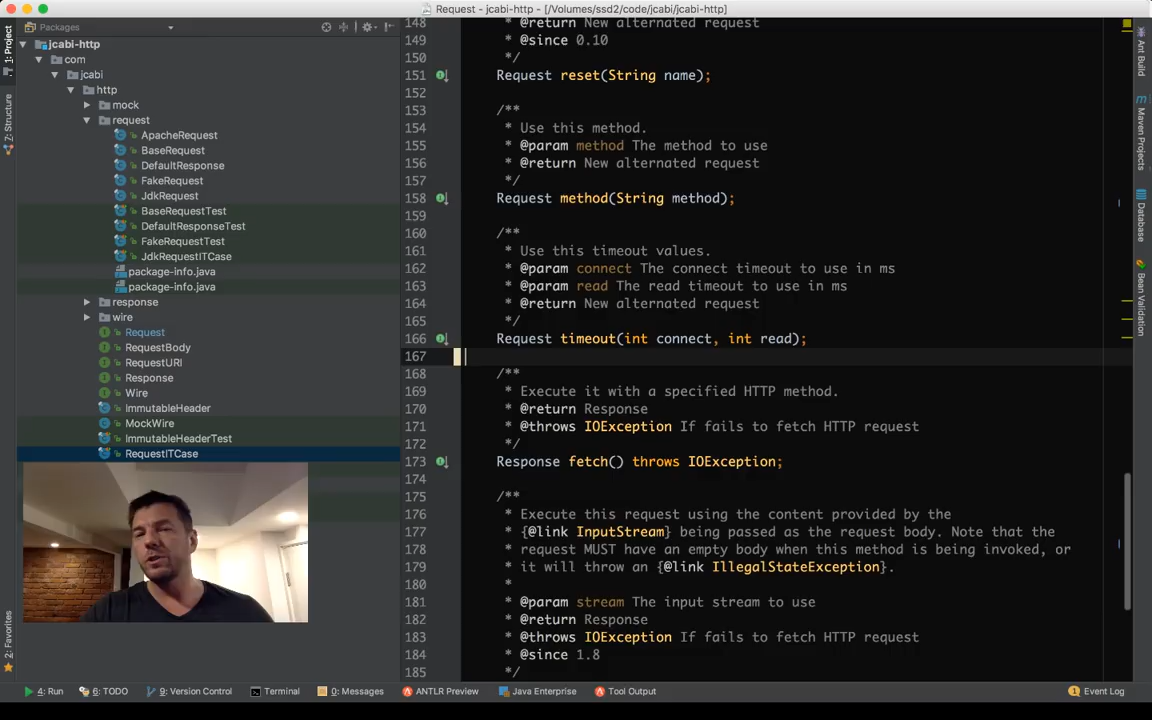 Request - jcabi-http - [/Volumes/ssd2/code/jcabi/jcabi-http]
Packages
1: Project
7: Structure
2: Favorites
jcabi-http
com
jcabi
http
mock
request
ApacheRequest
BaseRequest
DefaultResponse
FakeRequest
JdkRequest
BaseRequestTest
DefaultResponseTest
FakeRequestTest
JdkRequestITCase
package-info.java
package-info.java
response
wire
Request
RequestBody
RequestURI
Response
Wire
ImmutableHeader
MockWire
ImmutableHeaderTest
RequestITCase
148 * @return New alternated request
149 * @since 0.10
150 */
151 Request reset(String name);
152
153 /**
154 * Use this method.
155 * @param method The method to use
156 * @return New alternated request
157 */
158 Request method(String method);
159
160 /**
161 * Use this timeout values.
162 * @param connect The connect timeout to use in ms
163 * @param read The read timeout to use in ms
164 * @return New alternated request
165 */
166 Request timeout(int connect, int read);
167
168 /**
169 * Execute it with a specified HTTP method.
170 * @return Response
171 * @throws IOException If fails to fetch HTTP request
172 */
173 Response fetch() throws IOException;
174
175 /**
176 * Execute this request using the content provided by the
177 * {@link InputStream} being passed as the request body. Note that the
178 * request MUST have an empty body when this method is being invoked, or
179 * it will throw an {@link IllegalStateException}.
180 *
181 * @param stream The input stream to use
182 * @return Response
183 * @throws IOException If fails to fetch HTTP request
184 * @since 1.8
185 */
Ant Build
Maven Projects
Database
Bean Validation
4: Run
6: TODO
9: Version Control
Terminal
0: Messages
ANTLR Preview
Java Enterprise
Tool Output
1 Event Log